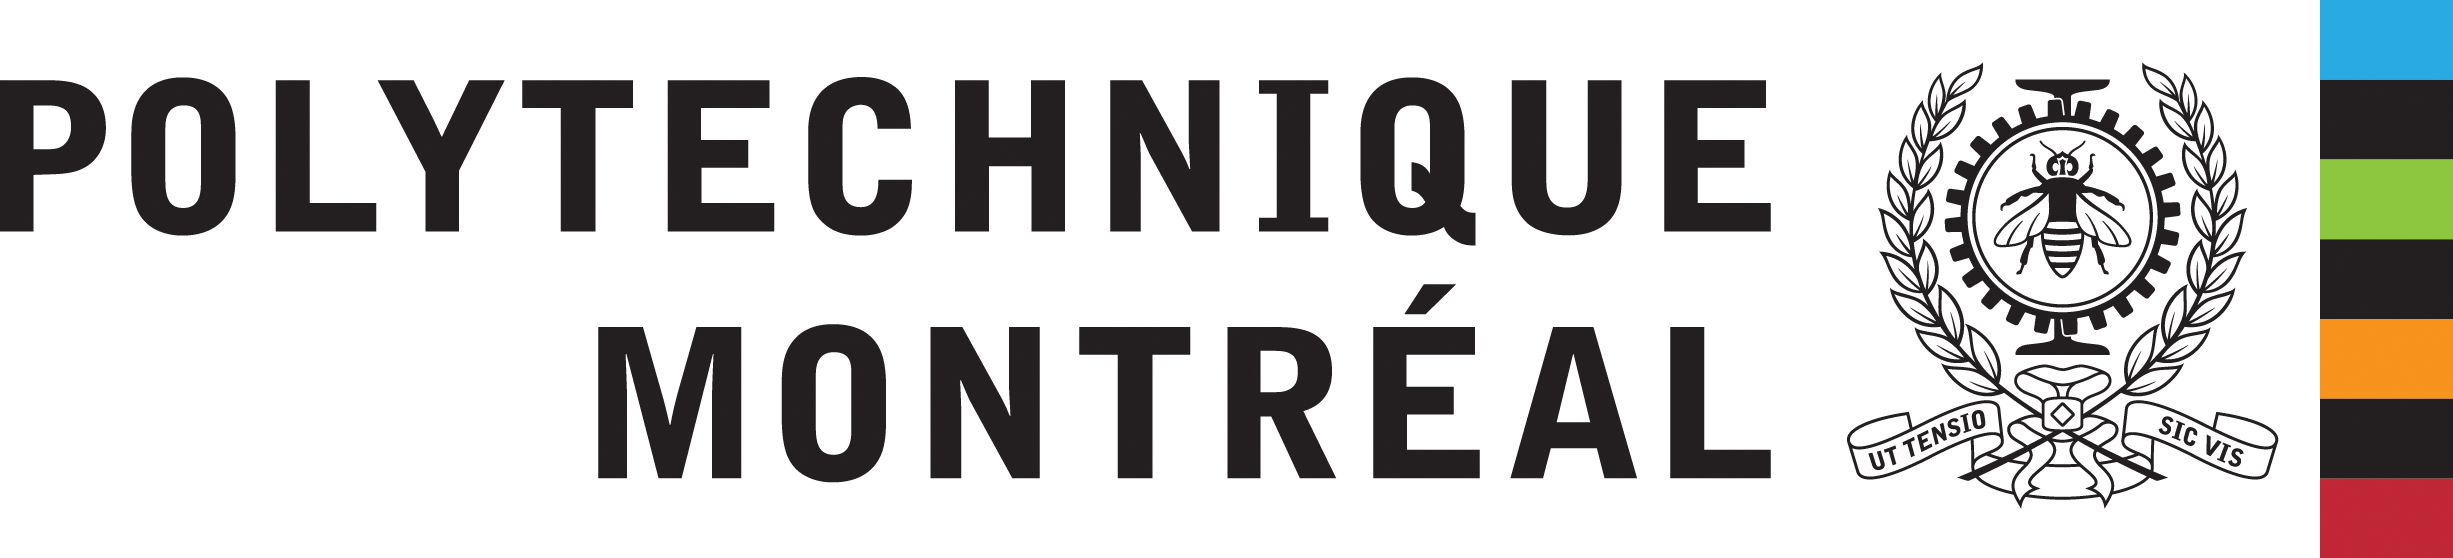 POLYTECHNIQUE
MONTRÉAL
UT TENSIO
SIC VIS